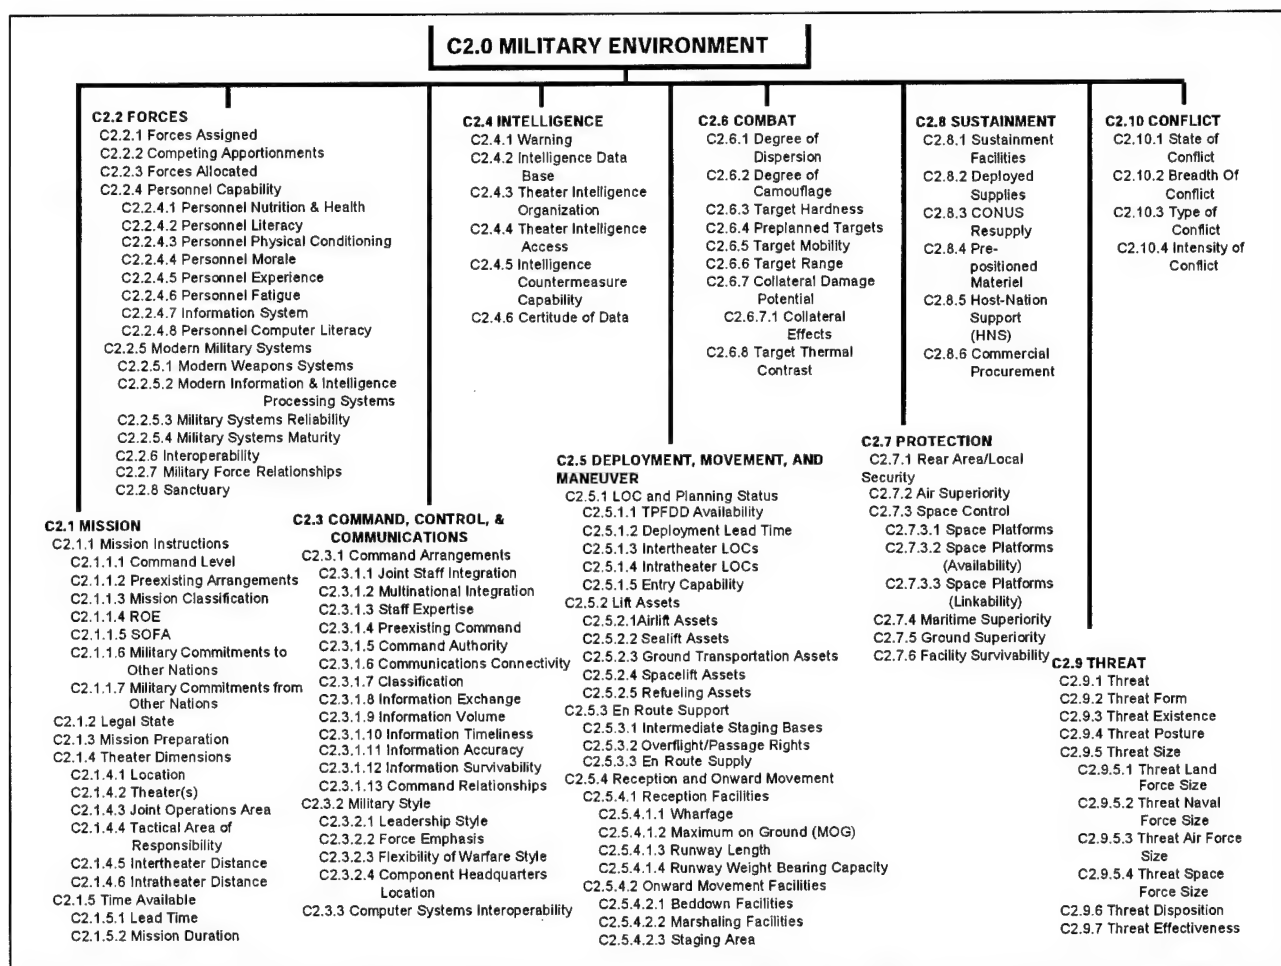 C2.0 MILITARY ENVIRONMENT
C2.2 FORCES
C2.2.1 Forces Assigned
C2.2.2 Competing Apportionments
C2.2.3 Forces Allocated
C2.2.4 Personnel Capability
C2.2.4.1 Personnel Nutrition & Health
C2.2.4.2 Personnel Literacy
C2.2.4.3 Personnel Physical Conditioning
C2.2.4.4 Personnel Morale
C2.2.4.5 Personnel Experience
C2.2.4.6 Personnel Fatigue
C2.2.4.7 Information System
C2.2.4.8 Personnel Computer Literacy
C2.2.5 Modern Military Systems
C2.2.5.1 Modern Weapons Systems
C2.2.5.2 Modern Information & Intelligence
Processing Systems
C2.2.5.3 Military Systems Reliability
C2.2.5.4 Military Systems Maturity
C2.2.6 Interoperability
C2.2.7 Military Force Relationships
C2.2.8 Sanctuary
C2.4 INTELLIGENCE
C2.4.1 Warning
C2.4.2 Intelligence Data
Base
C2.4.3 Theater Intelligence
Organization
C2.4.4 Theater Intelligence
Access
C2.4.5 Intelligence
Countermeasure
Capability
C2.4.6 Certitude of Data
C2.6 COMBAT
C2.6.1 Degree of
Dispersion
C2.6.2 Degree of
Camouflage
C2.6.3 Target Hardness
C2.6.4 Preplanned Targets
C2.6.5 Target Mobility
C2.6.6 Target Range
C2.6.7 Collateral Damage
Potential
C2.6.7.1 Collateral
Effects
C2.6.8 Target Thermal
Contrast
C2.8 SUSTAINMENT
C2.8.1 Sustainment
Facilities
C2.8.2 Deployed
Supplies
C2.8.3 CONUS
Resupply
C2.8.4 Pre-
positioned
Materiel
C2.8.5 Host-Nation
Support
(HNS)
C2.8.6 Commercial
Procurement
C2.10 CONFLICT
C2.10.1 State of
Conflict
C2.10.2 Breadth Of
Conflict
C2.10.3 Type of
Conflict
C2.10.4 Intensity of
Conflict
C2.1 MISSION
C2.1.1 Mission Instructions
C2.1.1.1 Command Level
C2.1.1.2 Preexisting Arrangements
C2.1.1.3 Mission Classification
C2.1.1.4 ROE
C2.1.1.5 SOFA
C2.1.1.6 Military Commitments to
Other Nations
C2.1.1.7 Military Commitments from
Other Nations
C2.1.2 Legal State
C2.1.3 Mission Preparation
C2.1.4 Theater Dimensions
C2.1.4.1 Location
C2.1.4.2 Theater(s)
C2.1.4.3 Joint Operations Area
C2.1.4.4 Tactical Area of
Responsibility
C2.1.4.5 Intertheater Distance
C2.1.4.6 Intratheater Distance
C2.1.5 Time Available
C2.1.5.1 Lead Time
C2.1.5.2 Mission Duration
C2.3 COMMAND, CONTROL, &
COMMUNICATIONS
C2.3.1 Command Arrangements
C2.3.1.1 Joint Staff Integration
C2.3.1.2 Multinational Integration
C2.3.1.3 Staff Expertise
C2.3.1.4 Preexisting Command
C2.3.1.5 Command Authority
C2.3.1.6 Communications Connectivity
C2.3.1.7 Classification
C2.3.1.8 Information Exchange
C2.3.1.9 Information Volume
C2.3.1.10 Information Timeliness
C2.3.1.11 Information Accuracy
C2.3.1.12 Information Survivability
C2.3.1.13 Command Relationships
C2.3.2 Military Style
C2.3.2.1 Leadership Style
C2.3.2.2 Force Emphasis
C2.3.2.3 Flexibility of Warfare Style
C2.3.2.4 Component Headquarters
Location
C2.3.3 Computer Systems Interoperability
C2.5 DEPLOYMENT, MOVEMENT, AND
MANEUVER
C2.5.1 LOC and Planning Status
C2.5.1.1 TPFDD Availability
C2.5.1.2 Deployment Lead Time
C2.5.1.3 Intertheater LOCs
C2.5.1.4 Intratheater LOCs
C2.5.1.5 Entry Capability
C2.5.2 Lift Assets
C2.5.2.1Airlift Assets
C2.5.2.2 Sealift Assets
C2.5.2.3 Ground Transportation Assets
C2.5.2.4 Spacelift Assets
C2.5.2.5 Refueling Assets
C2.5.3 En Route Support
C2.5.3.1 Intermediate Staging Bases
C2.5.3.2 Overflight/Passage Rights
C2.5.3.3 En Route Supply
C2.5.4 Reception and Onward Movement
C2.5.4.1 Reception Facilities
C2.5.4.1.1 Wharfage
C2.5.4.1.2 Maximum on Ground (MOG)
C2.5.4.1.3 Runway Length
C2.5.4.1.4 Runway Weight Bearing Capacity
C2.5.4.2 Onward Movement Facilities
C2.5.4.2.1 Beddown Facilities
C2.5.4.2.2 Marshaling Facilities
C2.5.4.2.3 Staging Area
C2.7 PROTECTION
C2.7.1 Rear Area/Local
Security
C2.7.2 Air Superiority
C2.7.3 Space Control
C2.7.3.1 Space Platforms
C2.7.3.2 Space Platforms
(Availability)
C2.7.3.3 Space Platforms
(Linkability)
C2.7.4 Maritime Superiority
C2.7.5 Ground Superiority
C2.7.6 Facility Survivability
C2.9 THREAT
C2.9.1 Threat
C2.9.2 Threat Form
C2.9.3 Threat Existence
C2.9.4 Threat Posture
C2.9.5 Threat Size
C2.9.5.1 Threat Land
Force Size
C2.9.5.2 Threat Naval
Force Size
C2.9.5.3 Threat Air Force
Size
C2.9.5.4 Threat Space
Force Size
C2.9.6 Threat Disposition
C2.9.7 Threat Effectiveness